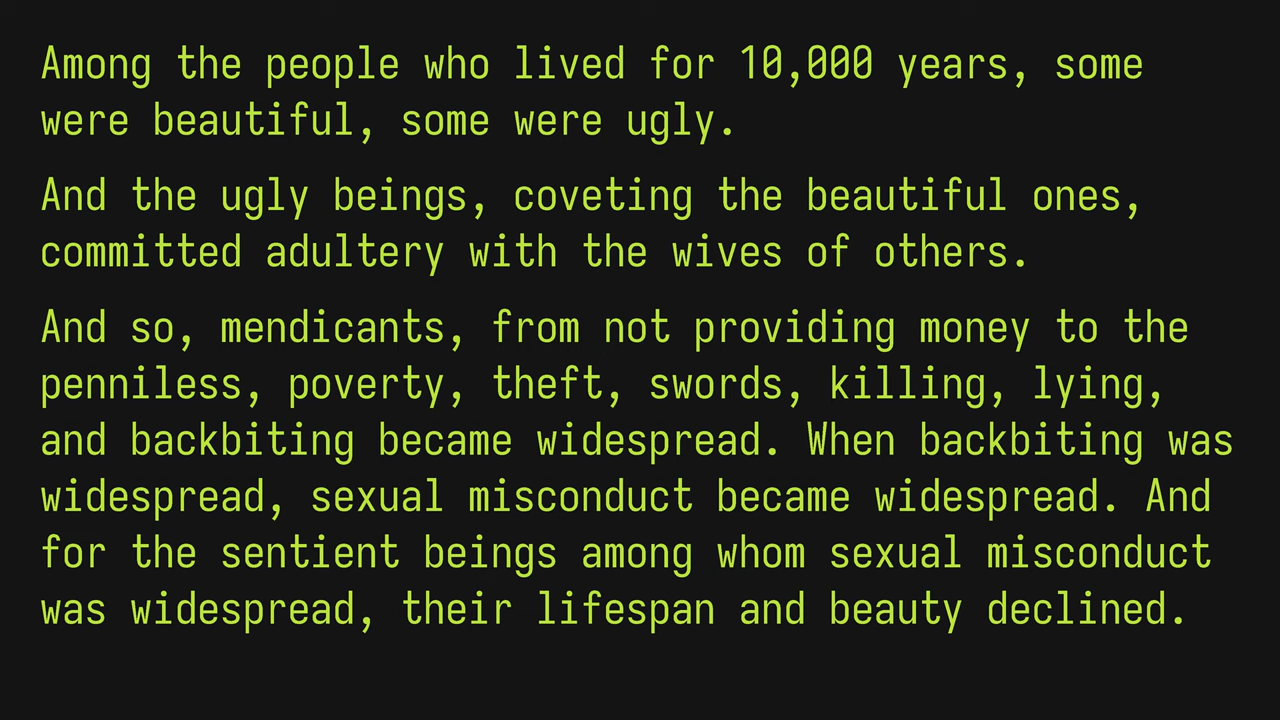 Among the people who lived for 10,000 years, some
were beautiful, some were ugly.
And the ugly beings, coveting the beautiful ones,
committed adultery with the wives of others.
And so, mendicants, from not providing money to the
penniless, poverty, theft, swords, killing, lying,
and backbiting became widespread. When backbiting was
widespread, sexual misconduct became widespread. And
for the sentient beings among whom sexual misconduct
was widespread, their lifespan and beauty declined.